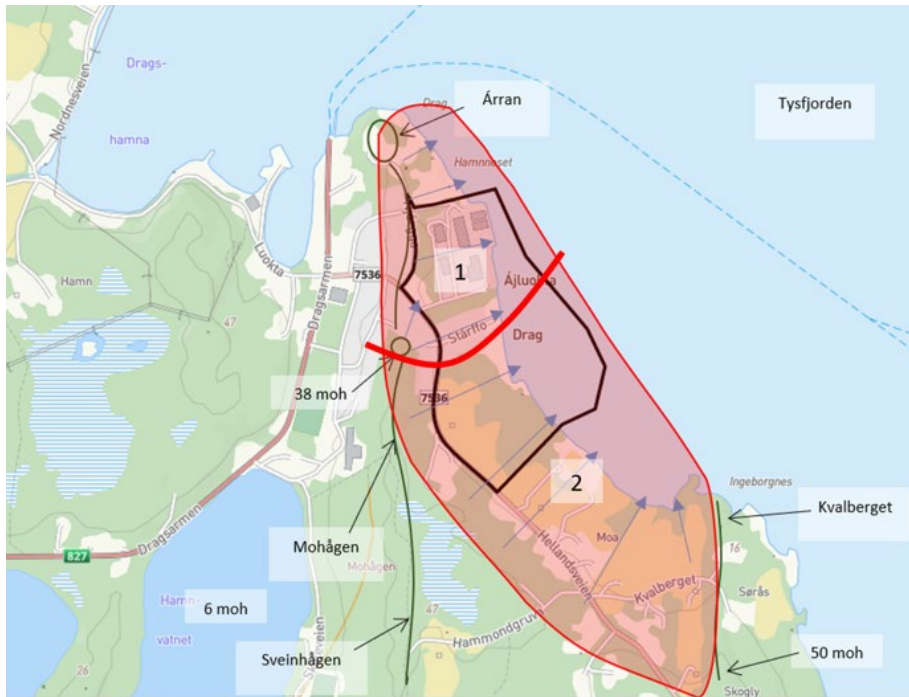 Drags-
hamna
Nordnesveien
Drag
Árran
Tysfjorden
Hamnneset
Luokta
7536
1
Ájluokta
Hamn
47
Dragsarmen
Stárffo
Drag
38 moh
7536
2
Ingeborgnes
Kvalberget
827
Dragsarmen
Mohågen
Mohågen
Moa
Hellandsveien
Kvalberget
16
Sørås
Hamn-
vatnet
6 moh
47
Hammondgruv
Sveinhågen
26
50 moh
Skogly